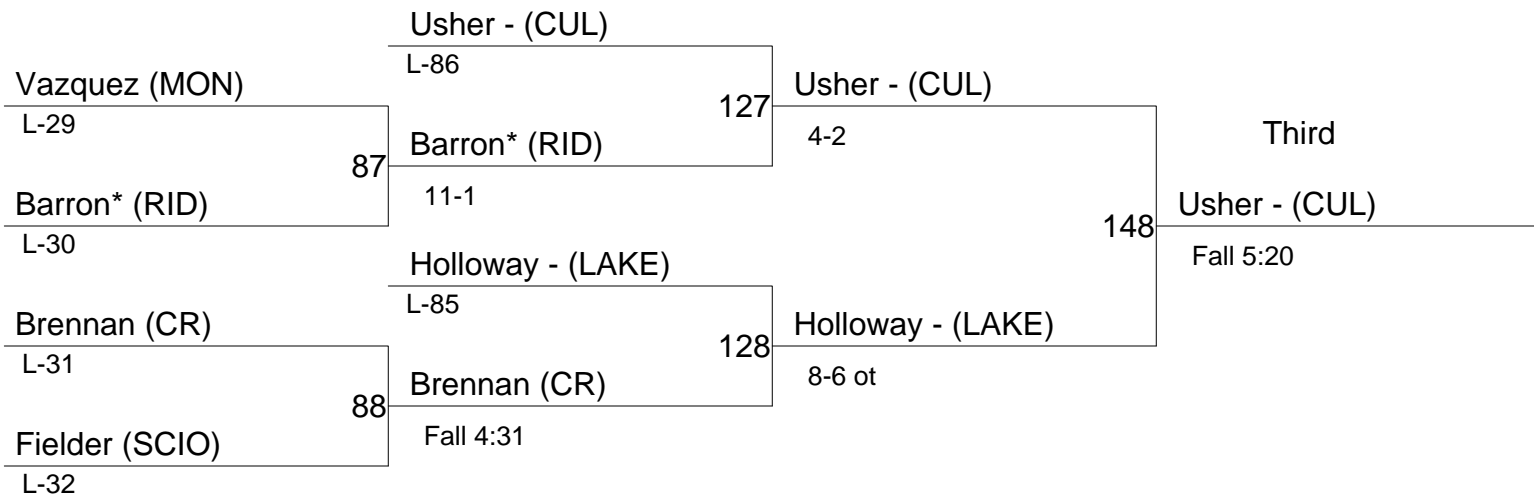 Usher - (CUL)
L-86
Vazquez (MON)
L-29
127
Usher - (CUL)
4-2
Third
87
Barron* (RID)
11-1
Barron* (RID)
L-30
148
Usher - (CUL)
Fall 5:20
Holloway - (LAKE)
L-85
Brennan (CR)
L-31
128
Holloway - (LAKE)
8-6 ot
88
Brennan (CR)
Fall 4:31
Fielder (SCIO)
L-32